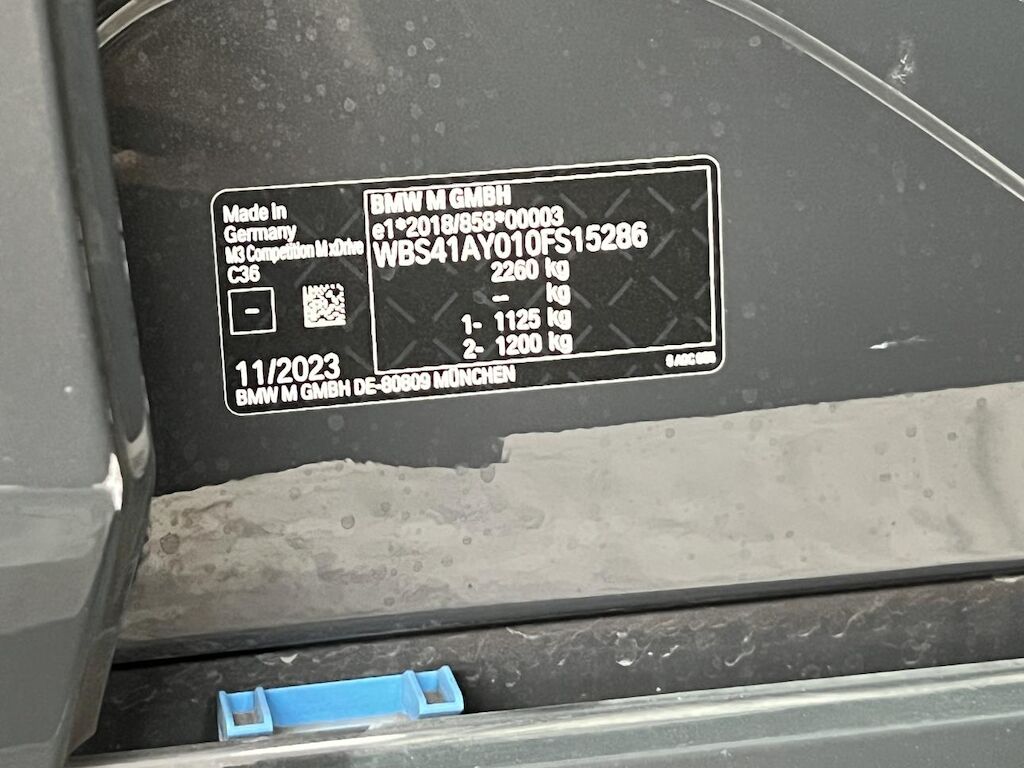 Made in
Germany
M3 Competition M xDrive
C36
-
11/2023
BMW M GMBH DE-80809 MÜNCHEN
BMW M GMBH
e1*2018/858*00003
WBS41AY010FS15286
2260 kg
-- kg
1- 1125 kg
2- 1200 kg